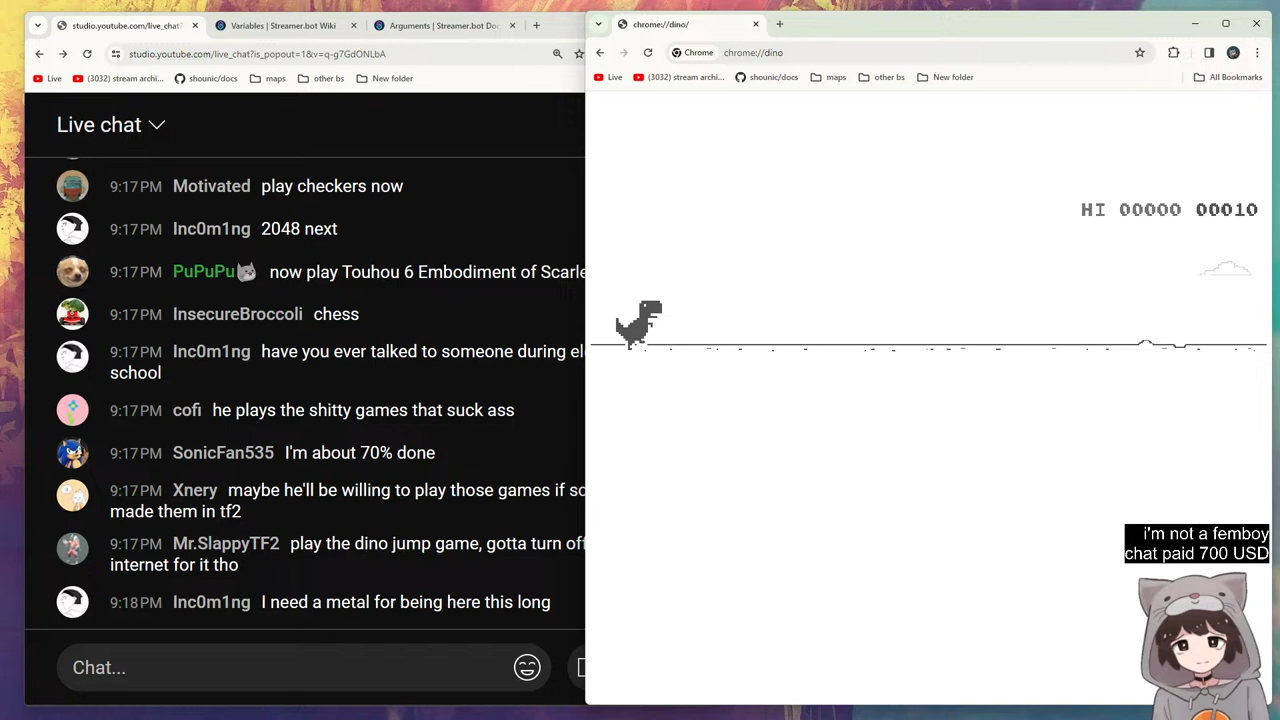 studio.youtube.com/live_chat?
Variables | Streamer.bot Wiki
Arguments | Streamer.bot Doc
studio.youtube.com/live_chat?is_popout=1&v=q-g7GdONLbA
Live
(3032) stream archi...
shounic/docs
maps
other bs
New folder
Live chat
9:17 PM Motivated play checkers now
9:17 PM Inc0m1ng 2048 next
9:17 PM PuPuPu now play Touhou 6 Embodiment of Scarle
9:17 PM InsecureBroccoli chess
9:17 PM Inc0m1ng have you ever talked to someone during el
school
9:17 PM cofi he plays the shitty games that suck ass
9:17 PM SonicFan535 I'm about 70% done
9:17 PM Xnery maybe he'll be willing to play those games if so
made them in tf2
9:17 PM Mr.SlappyTF2 play the dino jump game, gotta turn off
internet for it tho
9:18 PM Inc0m1ng I need a metal for being here this long
Chat...
chrome://dino/
Chrome chrome://dino
Live
(3032) stream archi...
shounic/docs
maps
other bs
New folder
All Bookmarks
HI 00000 00010
i'm not a femboy
chat paid 700 USD